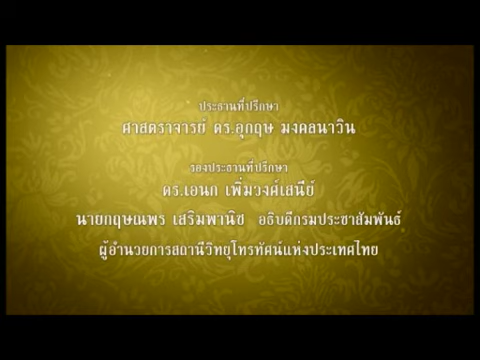 ประธานที่ปรึกษา
ศาสตราจารย์ ดร.อุกฤษ มงคลนาวิน
รองประธานที่ปรึกษา
ดร.เอนก เพิ่มวงศ์เสนีย์
นายกฤษณพร เสริมพานิช อธิบดีกรมประชาสัมพันธ์
ผู้อำนวยการสถานีวิทยุโทรทัศน์แห่งประเทศไทย